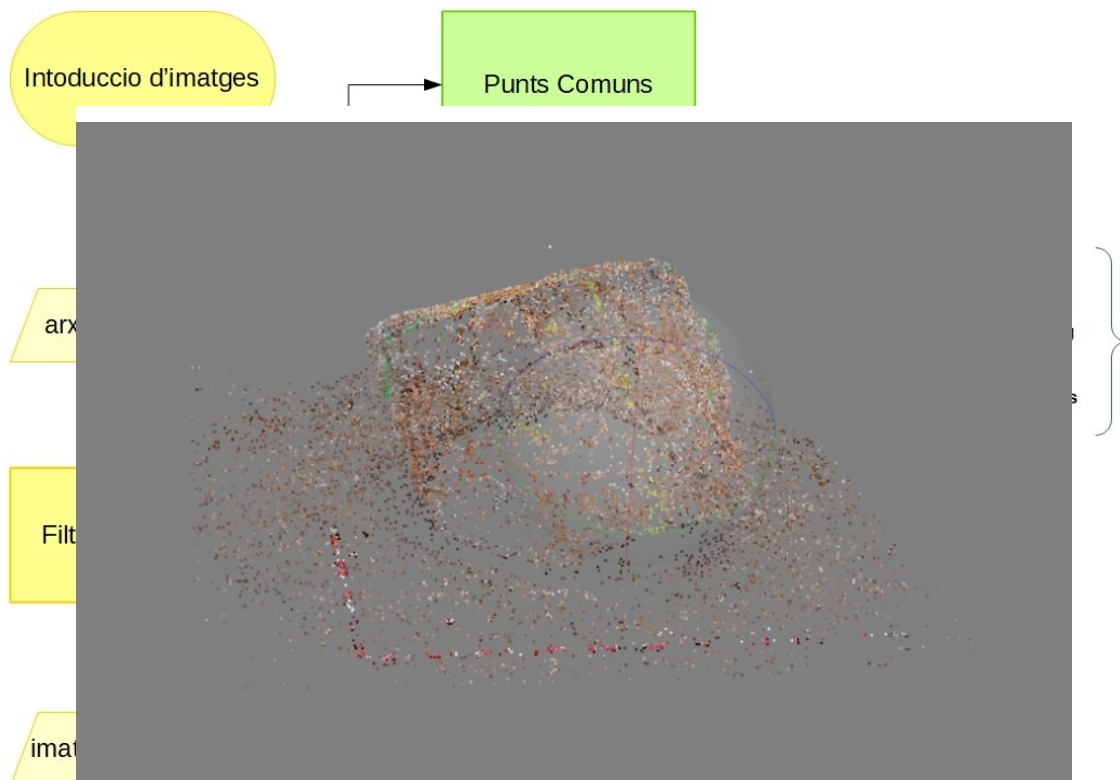 Intoduccio d'imatges
Punts Comuns
arx
Filt
imat
s